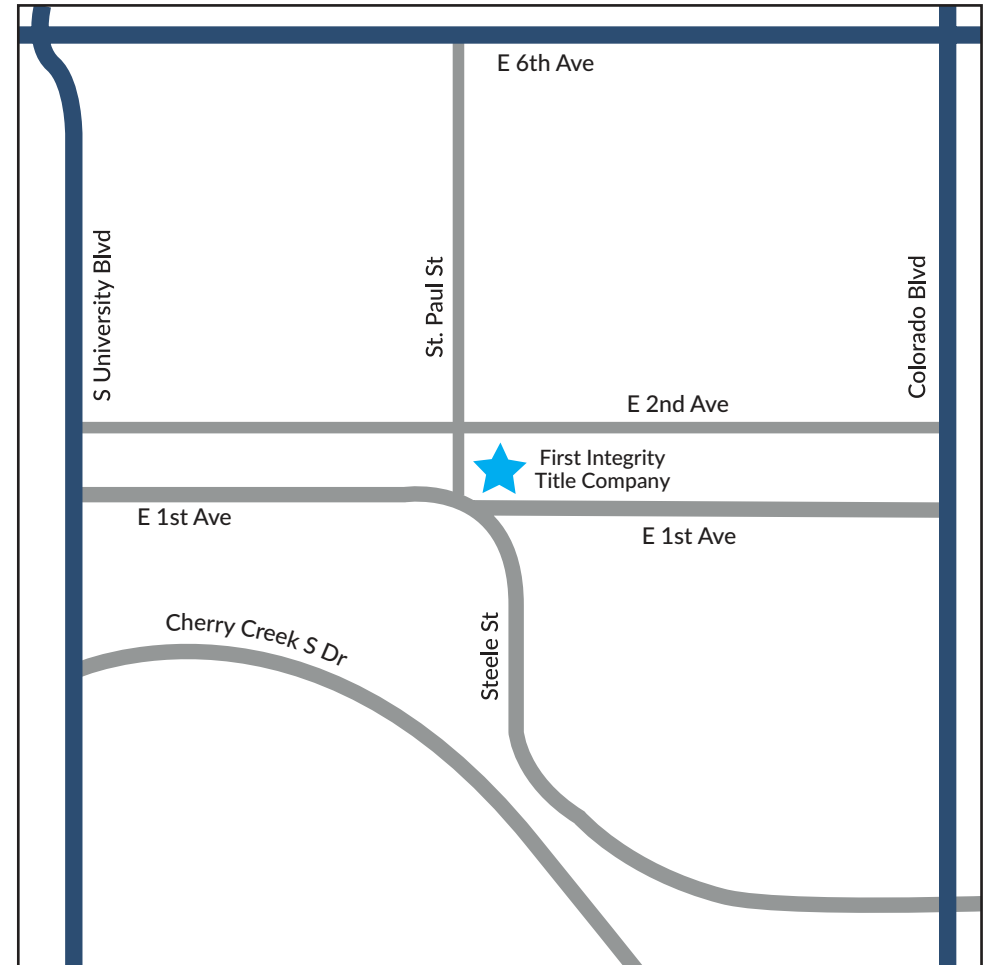 E 6th Ave
S University Blvd
St. Paul St
Colorado Blvd
E 2nd Ave
First Integrity
Title Company
E 1st Ave
E 1st Ave
Cherry Creek S Dr
Steele St